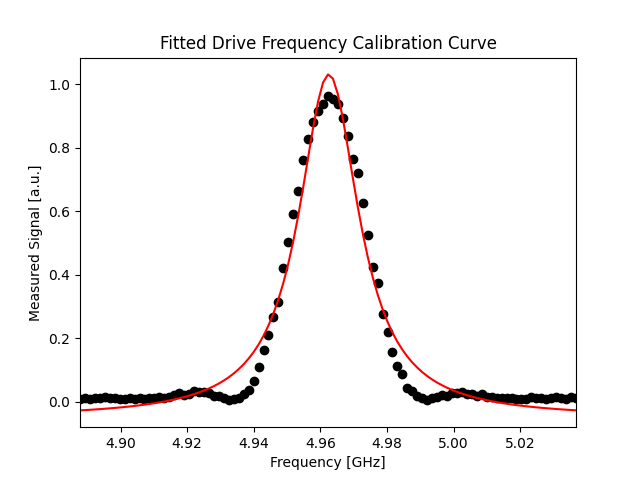 Fitted Drive Frequency Calibration Curve
Measured Signal [a.u.]
1.0
0.8
0.6
0.4
0.2
0.0
4.90 4.92 4.94 4.96 4.98 5.00 5.02
Frequency [GHz]